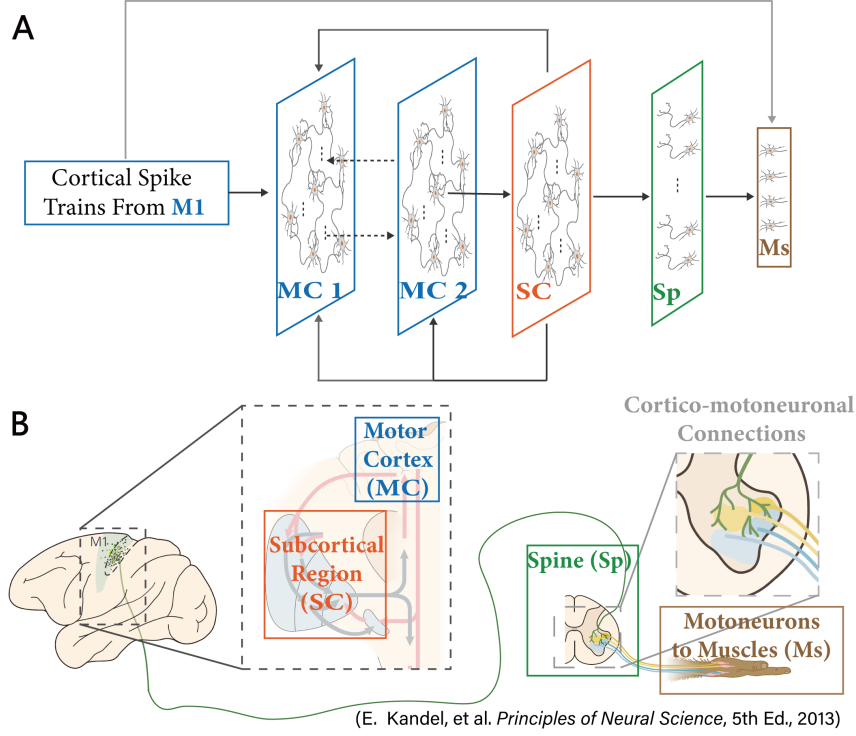 A
Cortical Spike
Trains From M1
MC 1
MC 2
SC
Sp
Ms
B
Cortico-motoneuronal
Connections
Motor
Cortex
(MC)
M1
Subcortical
Region
(SC)
Spine (Sp)
Motoneurons
to Muscles (Ms)
(E. Kandel, et al. Principles of Neural Science, 5th Ed., 2013)